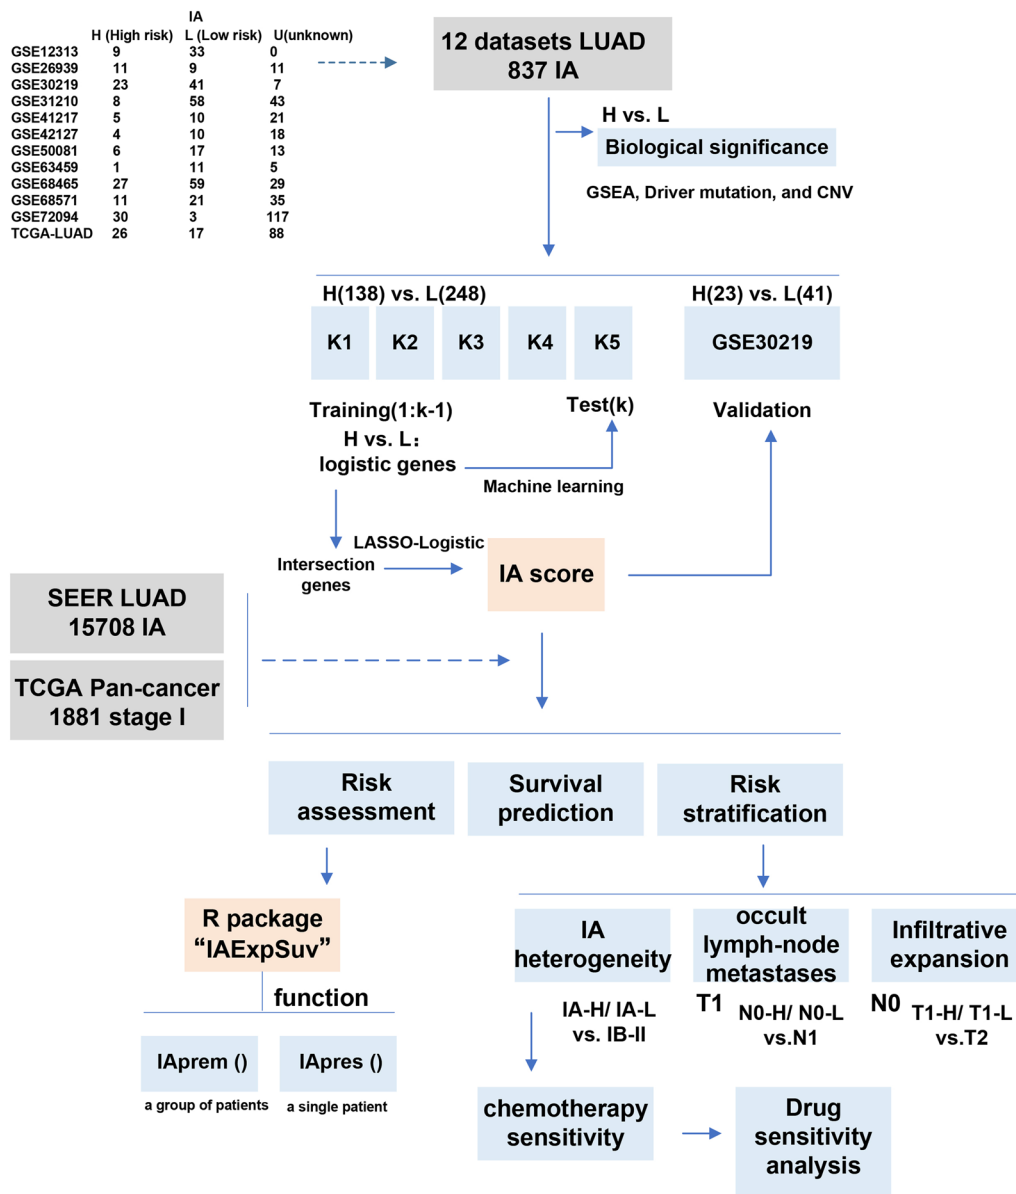 IA
H (High risk) L (Low risk) U(unknown)
GSE12313 9 33 0
GSE26939 11 9 11
GSE30219 23 41 7
GSE31210 8 58 43
GSE41217 5 10 21
GSE42127 4 10 18
GSE50081 6 17 13
GSE63459 1 11 5
GSE68465 27 59 29
GSE68571 11 21 35
GSE72094 30 3 117
TCGA-LUAD 26 17 88
12 datasets LUAD
837 IA
H vs. L
Biological significance
GSEA, Driver mutation, and CNV
H(138) vs. L(248)
H(23) vs. L(41)
K1 K2 K3 K4 K5
GSE30219
Training(1:k-1)
Test(k)
Validation
H vs. L:
logistic genes
Machine learning
LASSO-Logistic
Intersection
genes
IA score
SEER LUAD
15708 IA
TCGA Pan-cancer
1881 stage I
Risk
assessment
Survival
prediction
Risk
stratification
R package
“IAExpSuv”
function
IAprem ()
IApres ()
a group of patients
a single patient
IA
heterogeneity
occult
lymph-node
metastases
Infiltrative
expansion
IA-H/ IA-L
vs. IB-II
T1
N0-H/ N0-L
vs.N1
N0
T1-H/ T1-L
vs.T2
chemotherapy
sensitivity
Drug
sensitivity
analysis